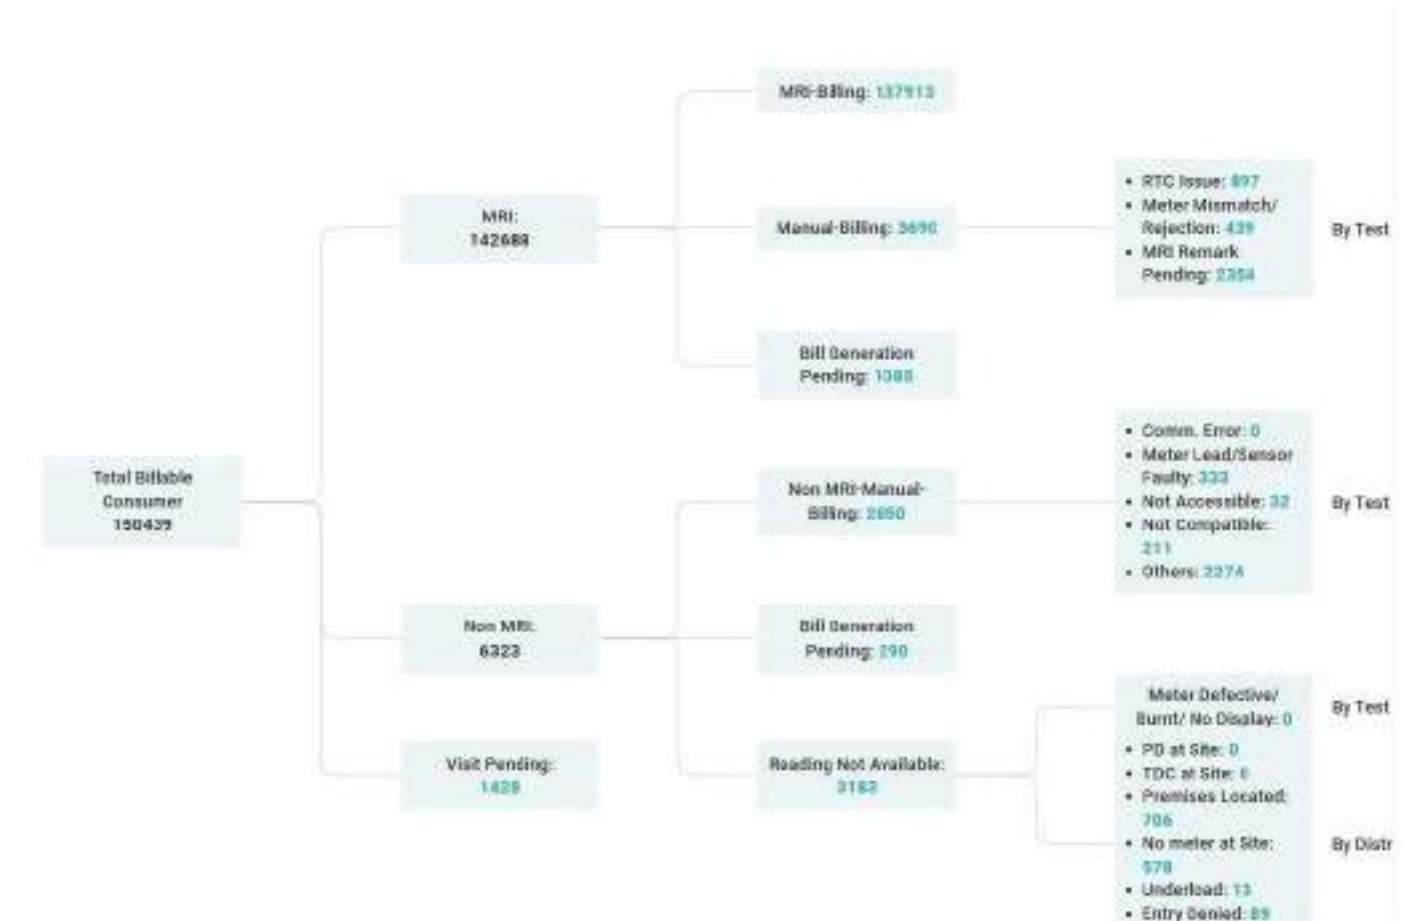 MRI-Billing: 137913
RTC Issue: 897
Meter Mismatch/
Rejection: 439
MRI Remark
Pending: 2354
MRI:
142688
Manual-Billing: 3690
By Test
Bill Generation
Pending: 1085
Total Billable
Consumer
150439
Non MRI-Manual-
Billing: 2850
Comm. Error: 0
Meter Lead/Sensor
Faulty: 333
Not Accessible: 32
Not Compatible:
211
Others: 2274
By Test
Non MRI:
6323
Bill Generation
Pending: 290
Visit Pending:
1428
Reading Not Available:
3183
Meter Defective/
Burnt/ No Display: 0
By Test
PD at Site: 0
TDC at Site:
Premises Located:
706
No meter at Site:
578
Underload: 13
Entry Denied: 89
By Distr